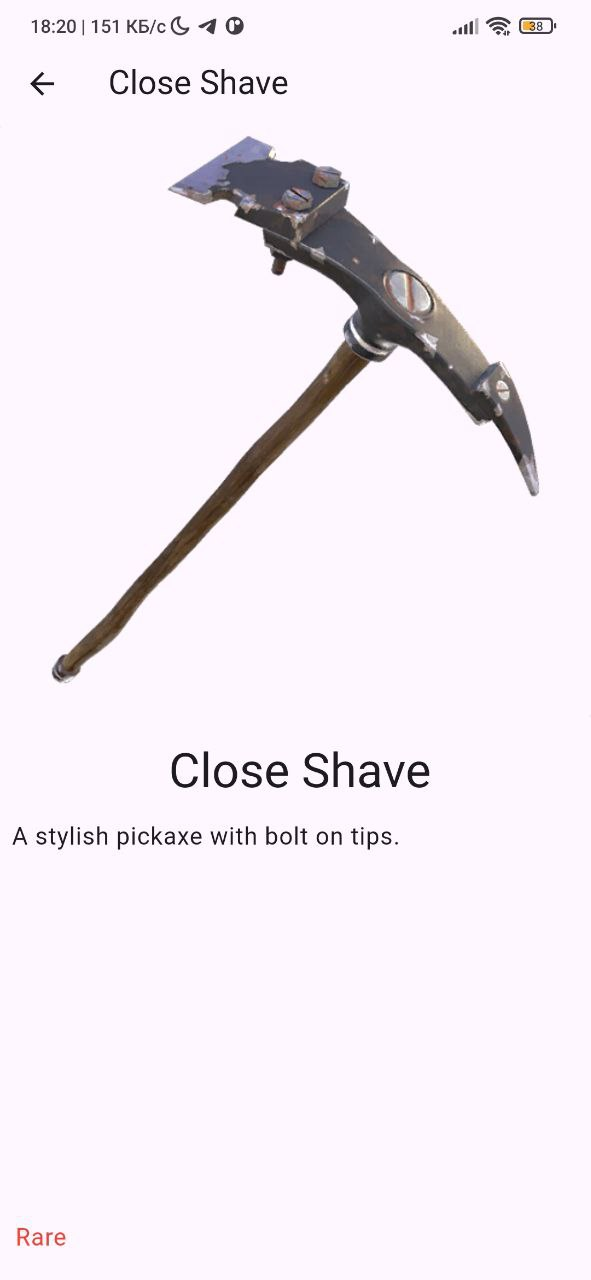 18:20 | 151 КБ/с
38
Close Shave
Close Shave
A stylish pickaxe with bolt on tips.
Rare